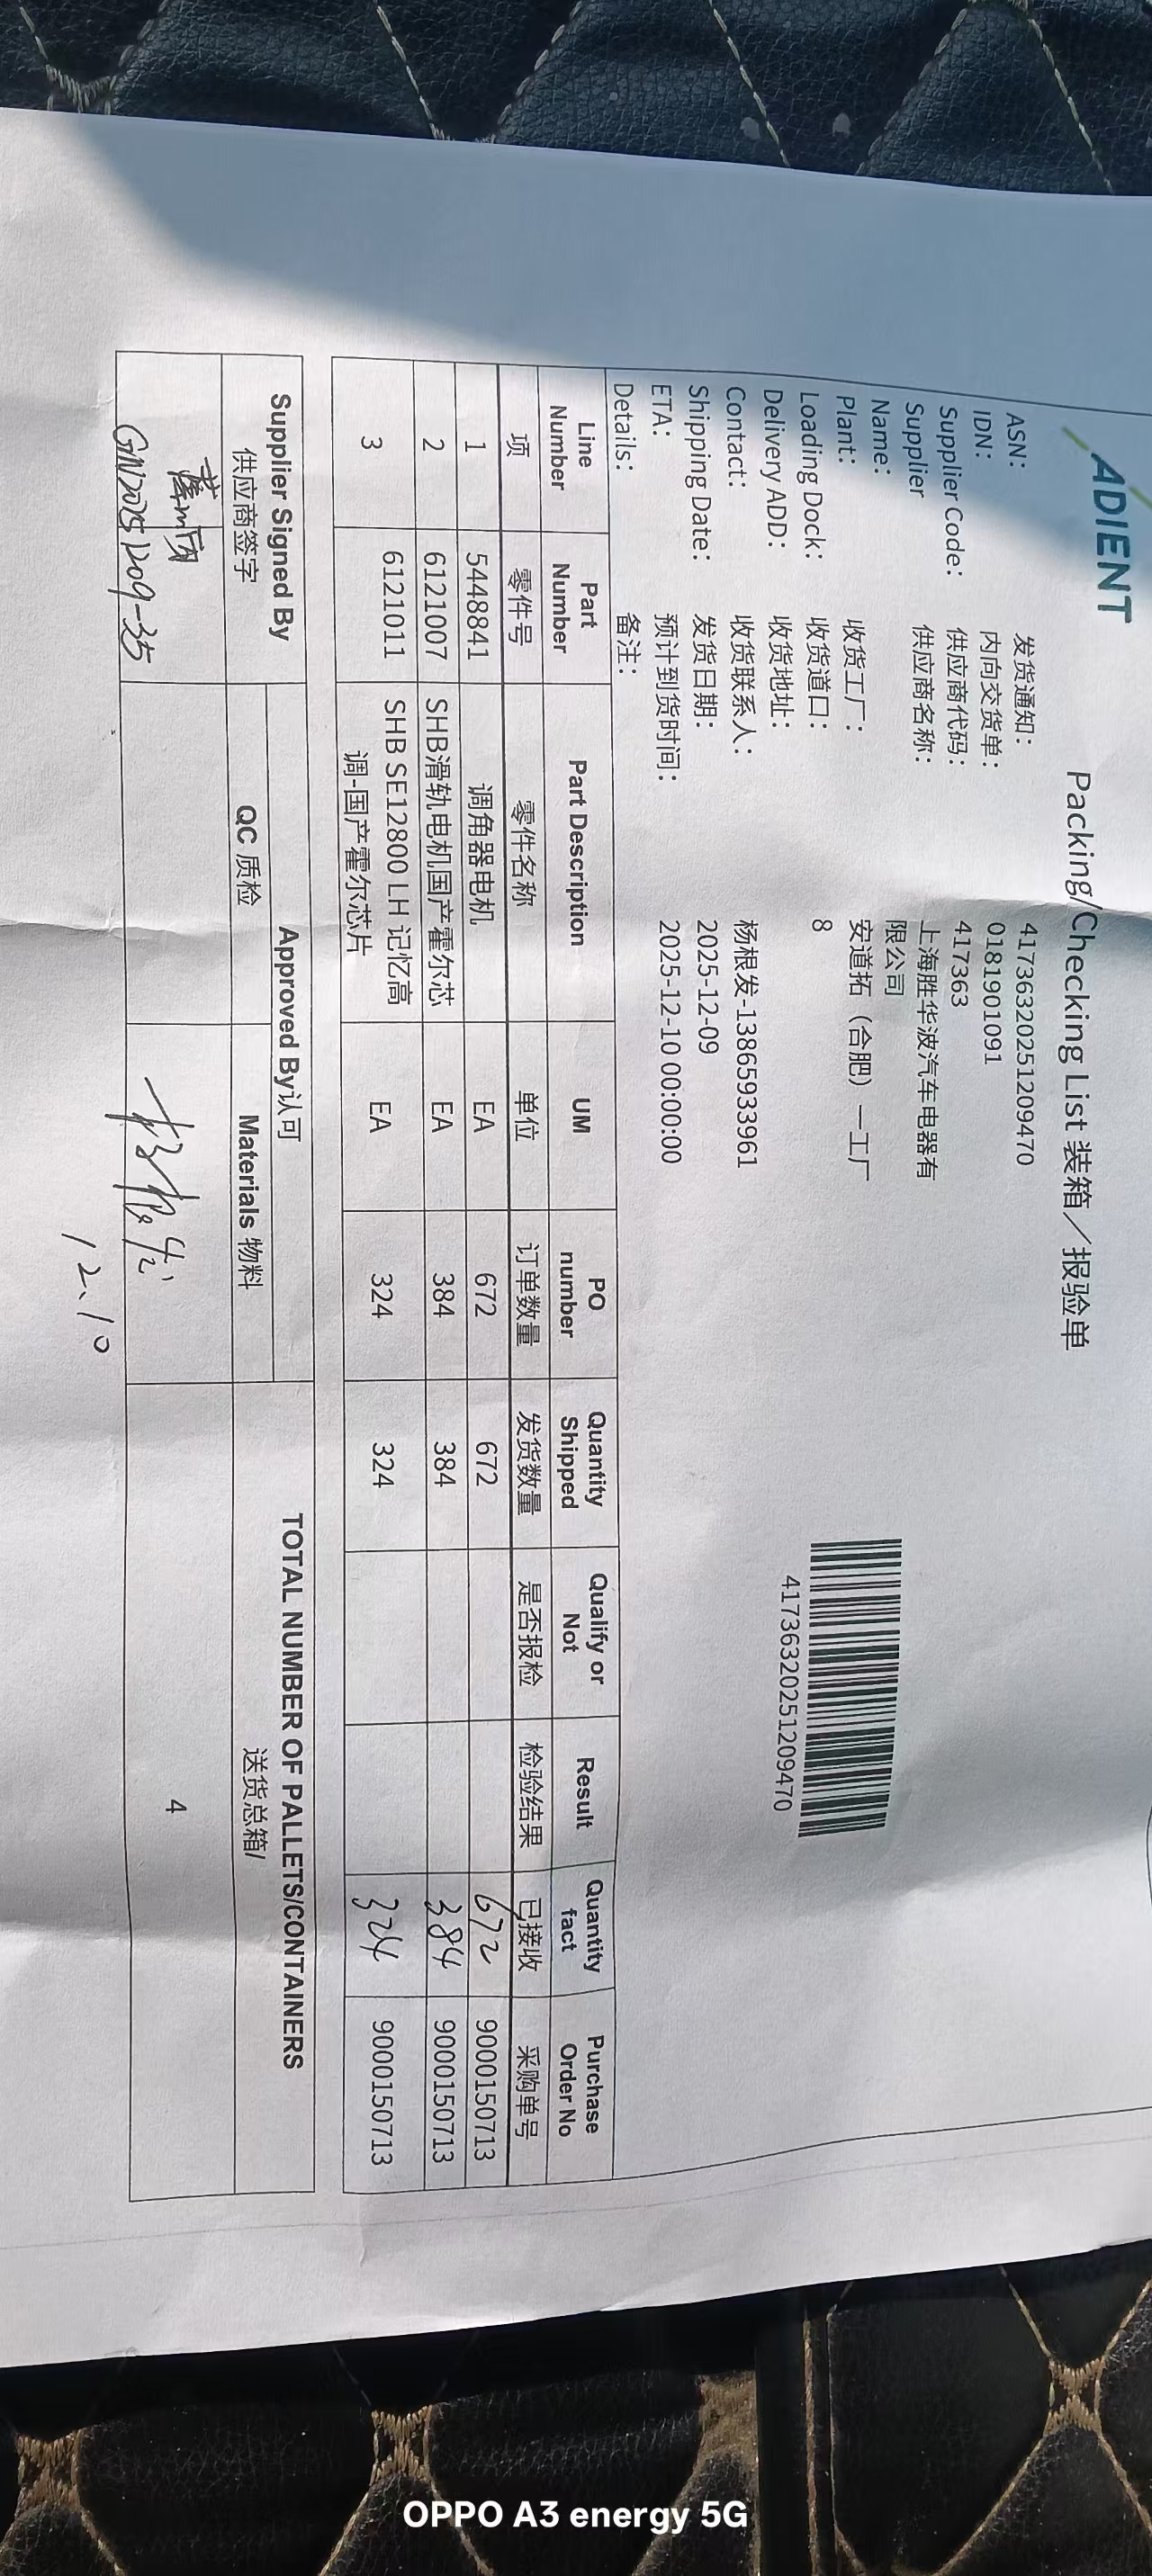 ADIENT
Packing/Checking List 装箱／报验单
ASN: 发货通知： 41736320251209470
IDN: 内向交货单： 0181901091
Supplier Code: 供应商代码： 417363
Supplier 供应商名称： 上海胜华波汽车电器有
Name: 限公司
Plant: 收货工厂： 安道拓（合肥）一工厂
Loading Dock: 收货道口： 8
Delivery ADD: 收货地址：
Contact: 收货联系人： 杨根发-13865933961
Shipping Date: 发货日期： 2025-12-09
ETA: 预计到货时间： 2025-12-10 00:00:00
Details: 备注：
41736320251209470
Line Number Part Number Part Description UM PO number Quantity Shipped Qualify or Not Result Quantity fact Purchase Order No
项 零件号 零件名称 单位 订单数量 发货数量 是否报检 检验结果 已接收 采购单号
1 5448841 调角器电机 EA 672 672 672 9000150713
2 6121007 SHB滑轨电机国产霍尔芯 EA 384 384 384 9000150713
3 6121011 SHB SE12800 LH 记忆高 EA 324 324 324 9000150713
调-国产霍尔芯片
Supplier Signed By Approved By认可 TOTAL NUMBER OF PALLETS/CONTAINERS
供应商签字 QC 质检 Materials 物料 送货总箱/
4
GN20251209-35
12.10
OPPO A3 energy 5G